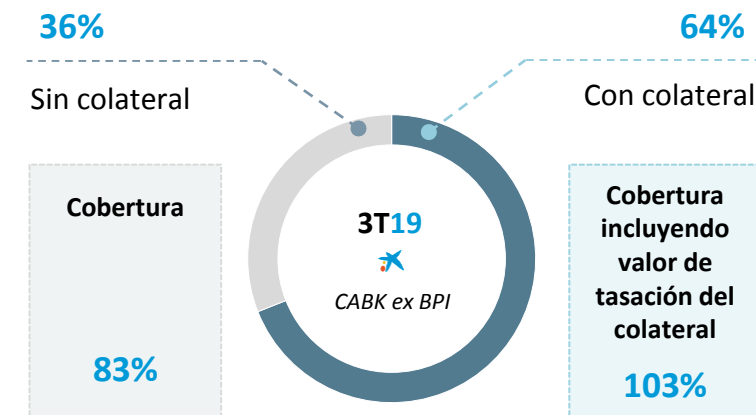 36%
64%
Sin colateral
Con colateral
Cobertura
83%
3T19
CABK ex BPI
Cobertura
incluyendo
valor de
tasación del
colateral
103%